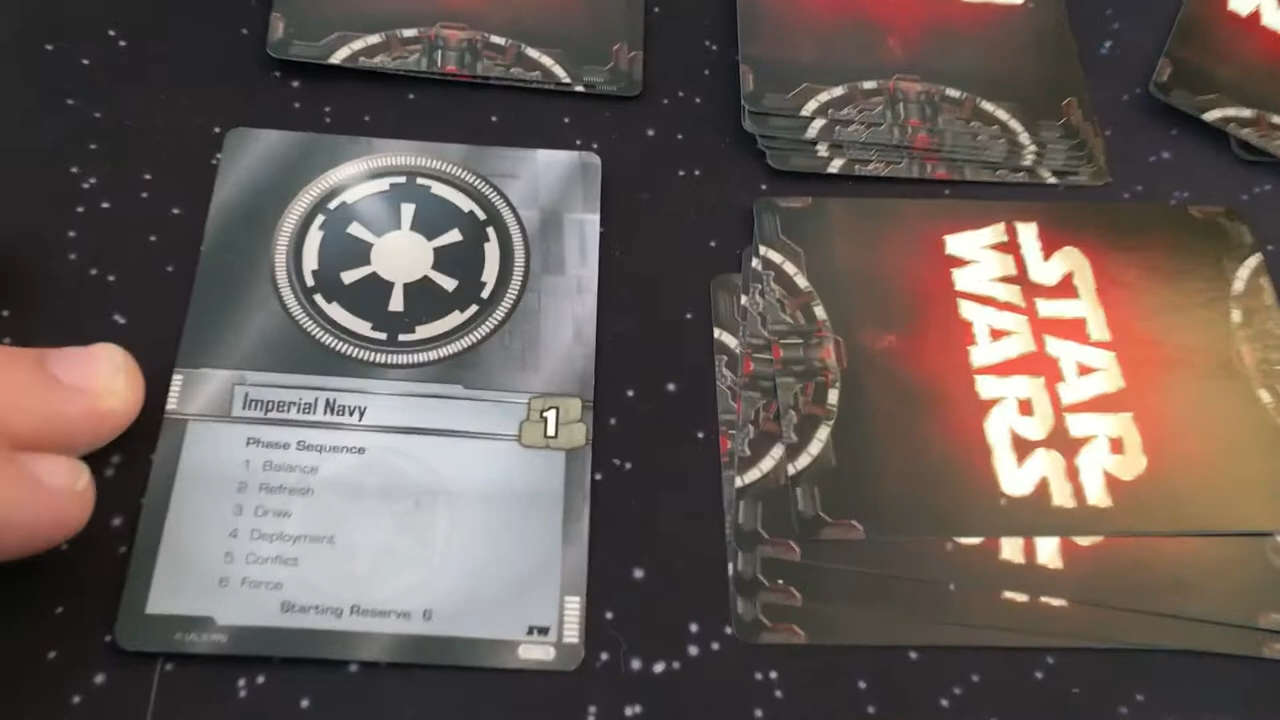 Imperial Navy
1
Phase Sequence
1 Balance
2 Refresh
3 Draw
4 Deployment
5 Conflict
6 Force
Starting Reserve 6
SW
STAR
WARS